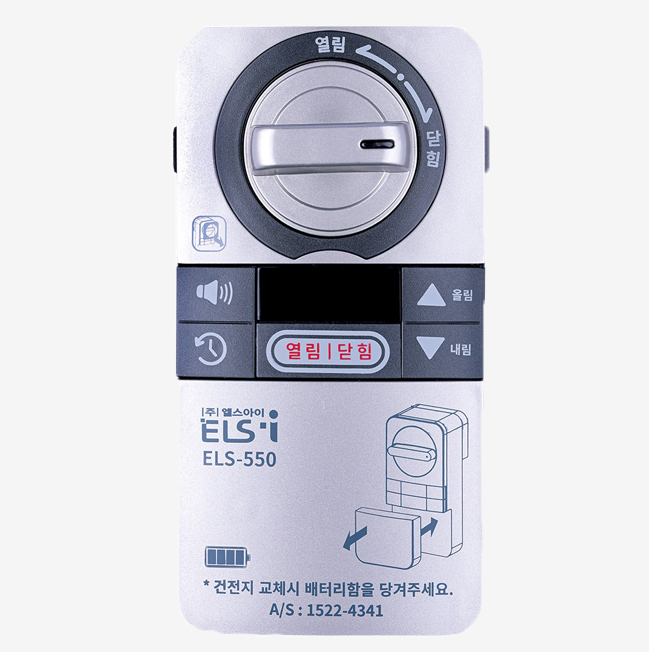 열림
닫힘
올림
열림 | 닫힘
내림
|주| 엘스아이
ELS·i
ELS-550
* 건전지 교체시 배터리함을 당겨주세요.
A/S : 1522-4341